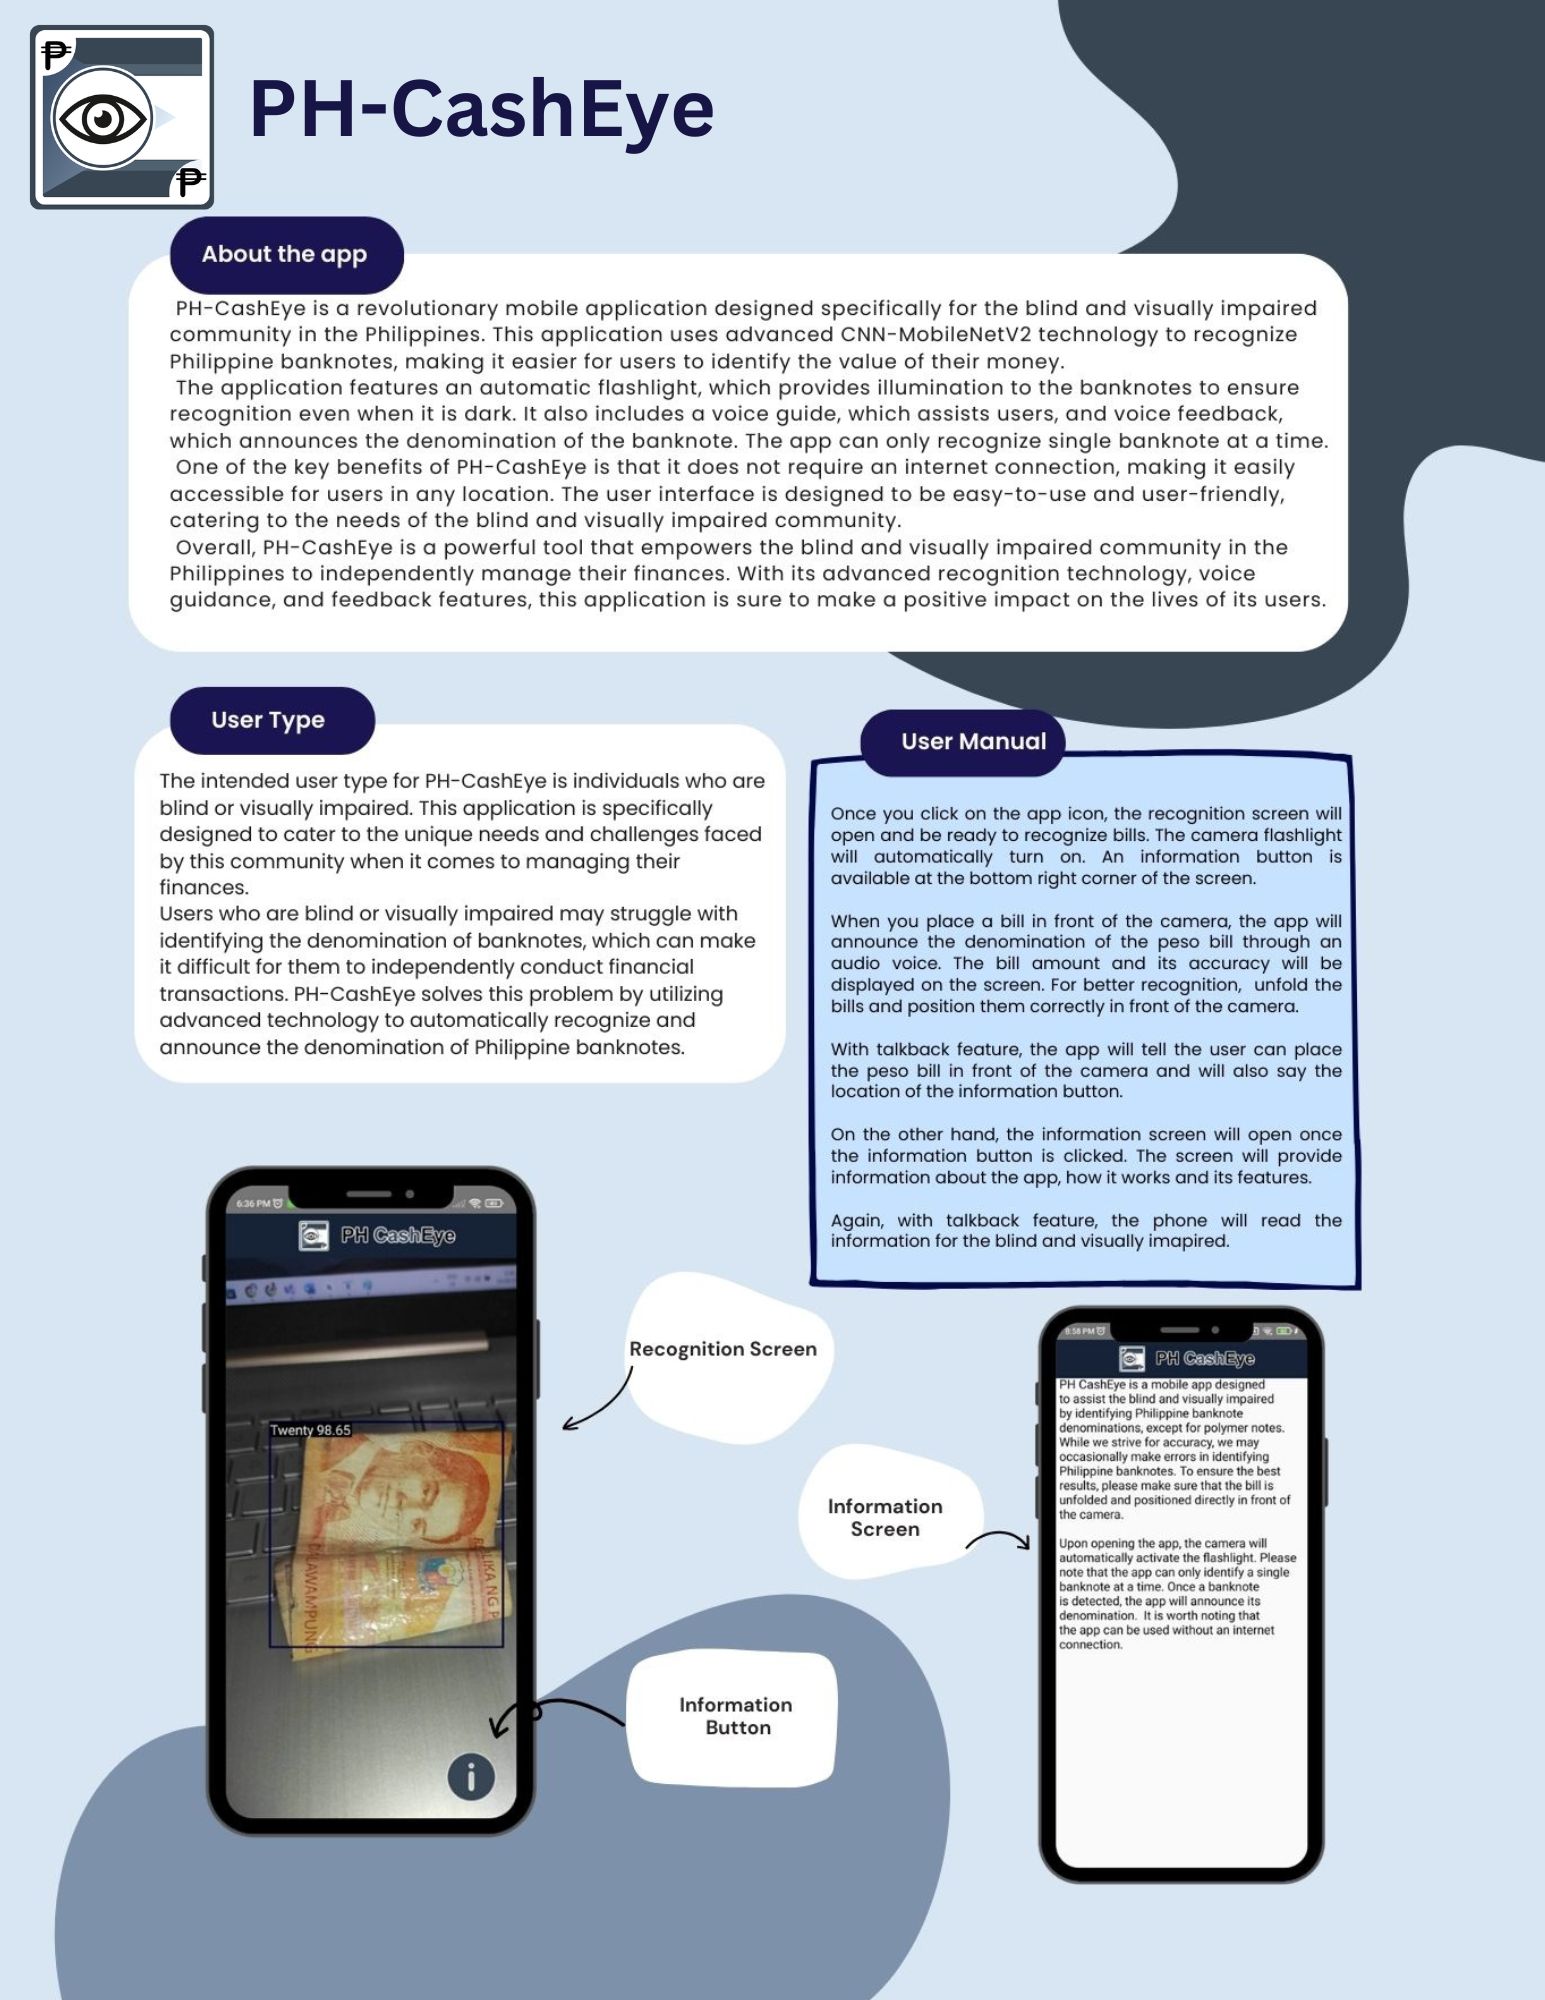 ₱
₱
PH-CashEye
About the app
PH-CashEye is a revolutionary mobile application designed specifically for the blind and visually impaired
community in the Philippines. This application uses advanced CNN-MobileNetV2 technology to recognize
Philippine banknotes, making it easier for users to identify the value of their money.
The application features an automatic flashlight, which provides illumination to the banknotes to ensure
recognition even when it is dark. It also includes a voice guide, which assists users, and voice feedback,
which announces the denomination of the banknote. The app can only recognize single banknote at a time.
One of the key benefits of PH-CashEye is that it does not require an internet connection, making it easily
accessible for users in any location. The user interface is designed to be easy-to-use and user-friendly,
catering to the needs of the blind and visually impaired community.
Overall, PH-CashEye is a powerful tool that empowers the blind and visually impaired community in the
Philippines to independently manage their finances. With its advanced recognition technology, voice
guidance, and feedback features, this application is sure to make a positive impact on the lives of its users.
User Type
The intended user type for PH-CashEye is individuals who are
blind or visually impaired. This application is specifically
designed to cater to the unique needs and challenges faced
by this community when it comes to managing their
finances.
Users who are blind or visually impaired may struggle with
identifying the denomination of banknotes, which can make
it difficult for them to independently conduct financial
transactions. PH-CashEye solves this problem by utilizing
advanced technology to automatically recognize and
announce the denomination of Philippine banknotes.
User Manual
Once you click on the app icon, the recognition screen will
open and be ready to recognize bills. The camera flashlight
will automatically turn on. An information button is
available at the bottom right corner of the screen.
When you place a bill in front of the camera, the app will
announce the denomination of the peso bill through an
audio voice. The bill amount and its accuracy will be
displayed on the screen. For better recognition, unfold the
bills and position them correctly in front of the camera.
With talkback feature, the app will tell the user can place
the peso bill in front of the camera and will also say the
location of the information button.
On the other hand, the information screen will open once
the information button is clicked. The screen will provide
information about the app, how it works and its features.
Again, with talkback feature, the phone will read the
information for the blind and visually imapired.
6:36 PM
PH CashEye
Twenty 98.65
DALAWAMPUNG
LIKA NG P
i
Recognition Screen
Information
Screen
Information
Button
8:58 PM
PH CashEye
PH CashEye is a mobile app designed
to assist the blind and visually impaired
by identifying Philippine banknote
denominations, except for polymer notes.
While we strive for accuracy, we may
occasionally make errors in identifying
Philippine banknotes. To ensure the best
results, please make sure that the bill is
unfolded and positioned directly in front of
the camera.
Upon opening the app, the camera will
automatically activate the flashlight. Please
note that the app can only identify a single
banknote at a time. Once a banknote
is detected, the app will announce its
denomination. It is worth noting that
the app can be used without an internet
connection.